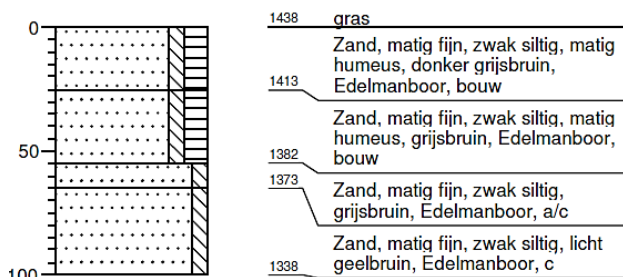 0
50
100
1438 gras
Zand, matig fijn, zwak siltig, matig
humeus, donker grijsbruin,
1413 Edelmanboor, bouw
Zand, matig fijn, zwak siltig, matig
humeus, grijsbruin, Edelmanboor,
1382 bouw
1373 Zand, matig fijn, zwak siltig,
grijsbruin, Edelmanboor, a/c
Zand, matig fijn, zwak siltig, licht
1338 geelbruin, Edelmanboor, c